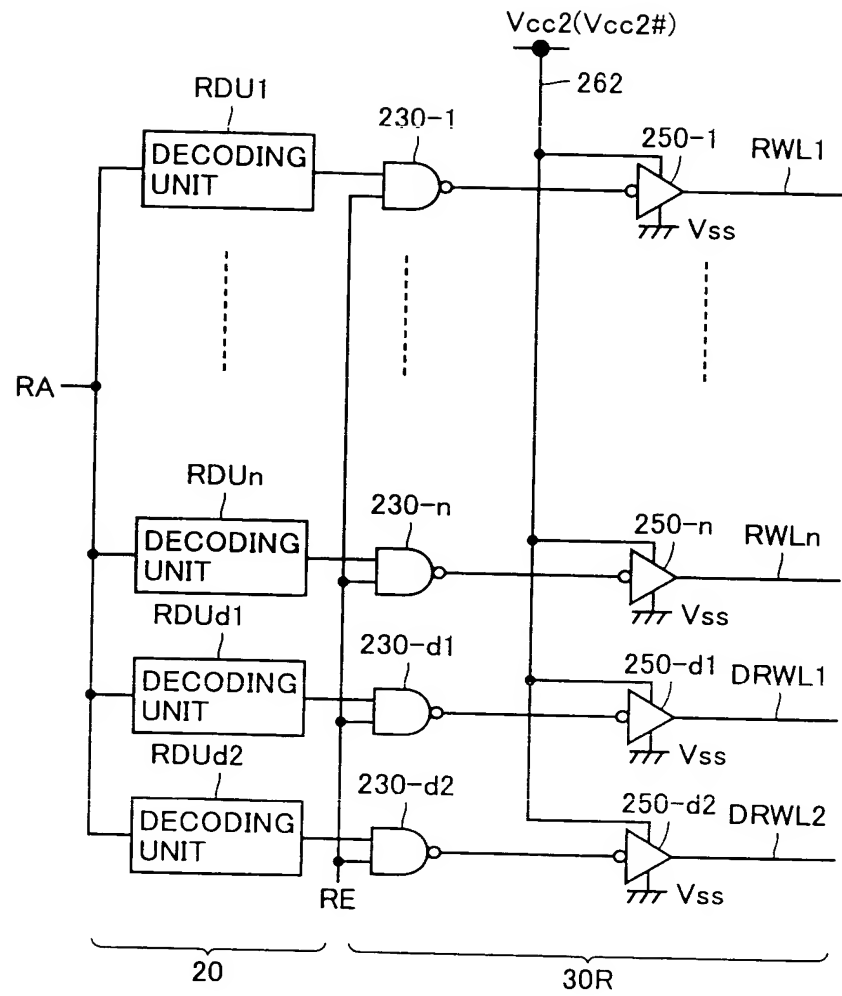 Vcc2(Vcc2#)
262
RDU1
230-1
250-1
RWL1
DECODING
UNIT
Vss
RA
RDUn
230-n
250-n
RWLn
DECODING
UNIT
Vss
RDUd1
230-d1
250-d1
DRWL1
DECODING
UNIT
Vss
RDUd2
230-d2
250-d2
DRWL2
DECODING
UNIT
Vss
RE
20
30R